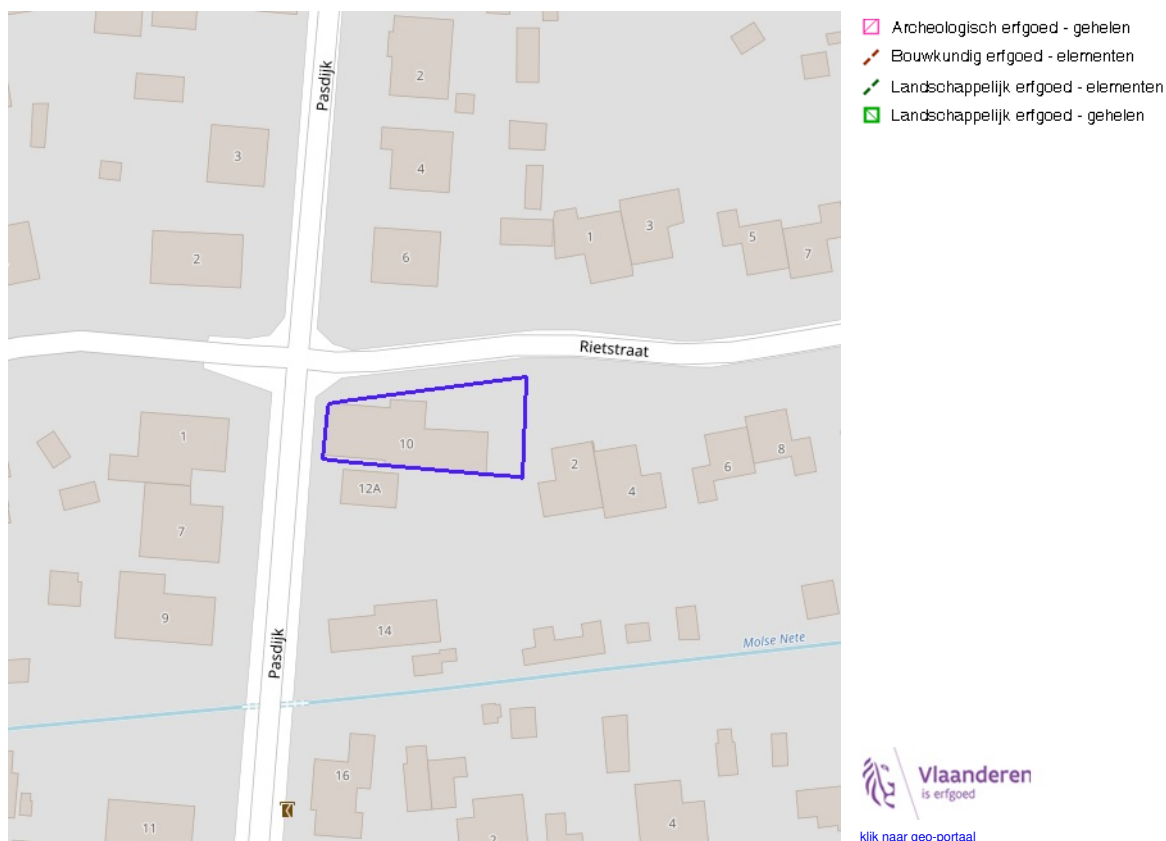 Archeologisch erfgoed - gehelen
Bouwkundig erfgoed - elementen
Landschappelijk erfgoed - elementen
Landschappelijk erfgoed - gehelen
Pasdijk
2
3
4
1
3
5
7
2
6
Rietstraat
1
10
2
4
6
8
12A
7
9
14
Molse Nete
Pasdijk
16
11
2
4
Vlaanderen
is erfgoed
klik naar geo-portaal